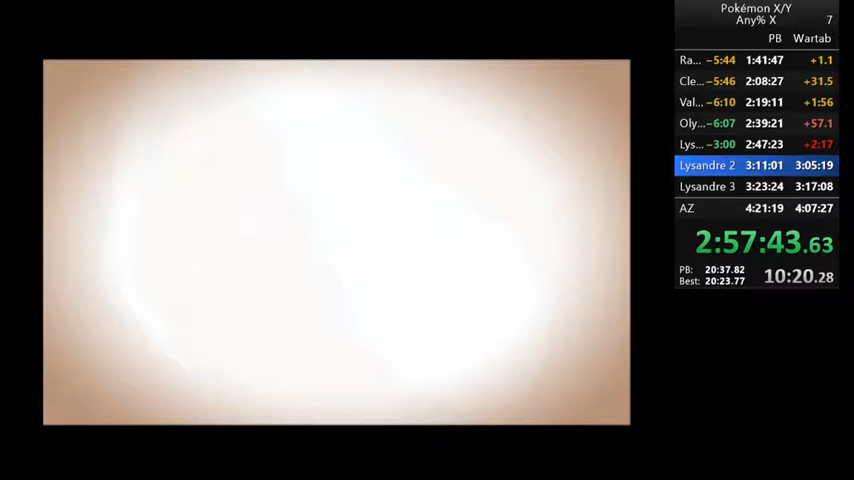 Pokémon X/Y
Any% X 7
PB Wartab
Ra... −5:44 1:41:47 +1.1
Cle... −5:46 2:08:27 +31.5
Val... −6:10 2:19:11 +1:56
Oly... −6:07 2:39:21 +57.1
Lys... −3:00 2:47:23 +2:17
Lysandre 2 3:11:01 3:05:19
Lysandre 3 3:23:24 3:17:08
AZ 4:21:19 4:07:27
2:57:43.63
PB: 20:37.82
Best: 20:23.77
10:20.28